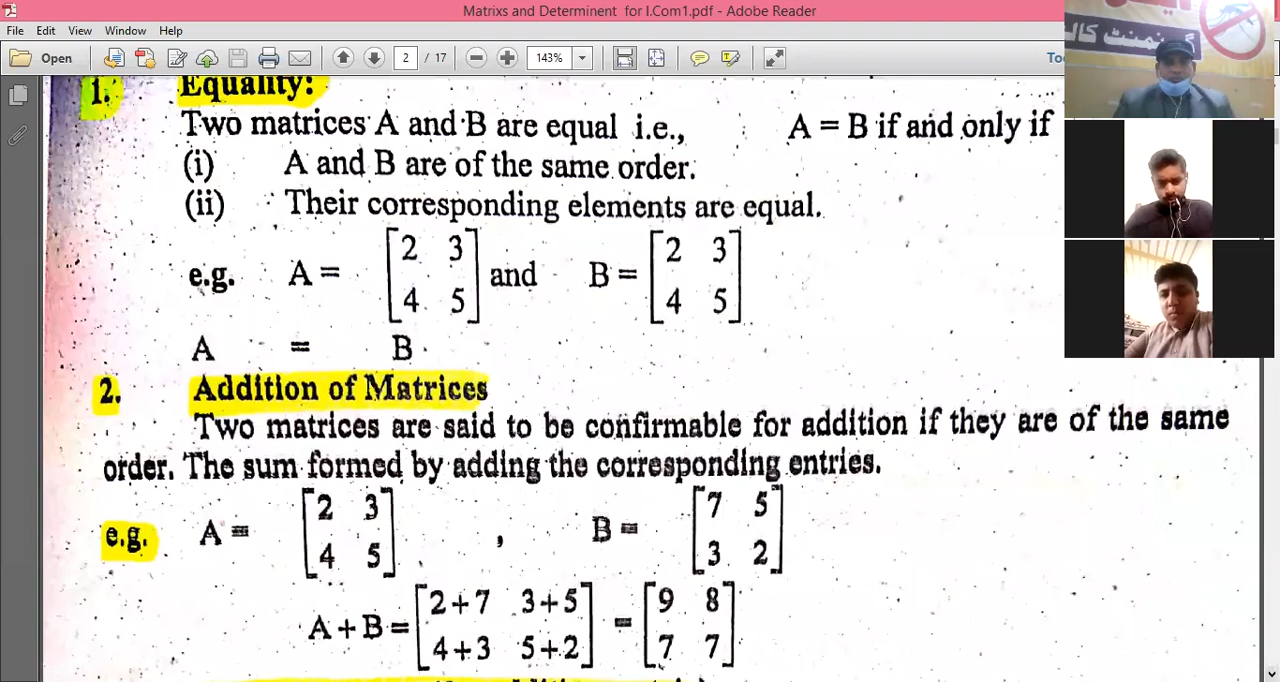 Matrixs and Determinent for I.Com1.pdf - Adobe Reader
File Edit View Window Help
Open 2 / 17 143%
1. Equality:
Two matrices A and B are equal i.e., A = B if and only if
(i) A and B are of the same order.
(ii) Their corresponding elements are equal.
e.g. A = [2 3 4 5] and B = [2 3 4 5]
A = B
2. Addition of Matrices
Two matrices are said to be confirmable for addition if they are of the same
order. The sum formed by adding the corresponding entries.
e.g. A = [2 3 4 5] , B = [7 5 3 2]
A + B = [2+7 3+5 4+3 5+2] = [9 8 7 7]
گورنمنٹ کالج